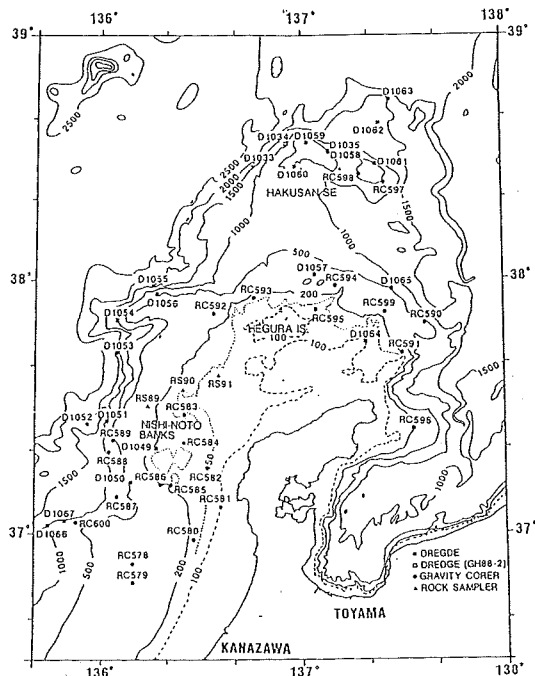 136° 137° 138°
39° 39°
2500
2000
D1063
D1062
D1034 D1059
D1035
D1058
D1033
D1061
D1060 RC598
RC597
HAKUSAN SE
2500
2000
1500
1000
1500
1000
500
38° 38°
D1055
D1056
D1057
RC594
D1065
RC593
RC592
200
RC599
RC590
D1054
RC595
HEGURA IS.
100
100
D1064
RC591
D1053
1500
RS90
RS91
RS89
RC583
D1052 D1051
NISHI-NOTO
BANKS
RC589
D1049
RC584
RC596
RC588
50
RC582
1500
D1050
RC586
RC585
1000
RC587
RC581
D1067
RC600
D1066
37° 37°
1000
500
RC580
200
100
RC578
RC579
DREGDE
DREDGE (GH88-2)
GRAVITY CORER
ROCK SAMPLER
TOYAMA
KANAZAWA
136° 137° 138°